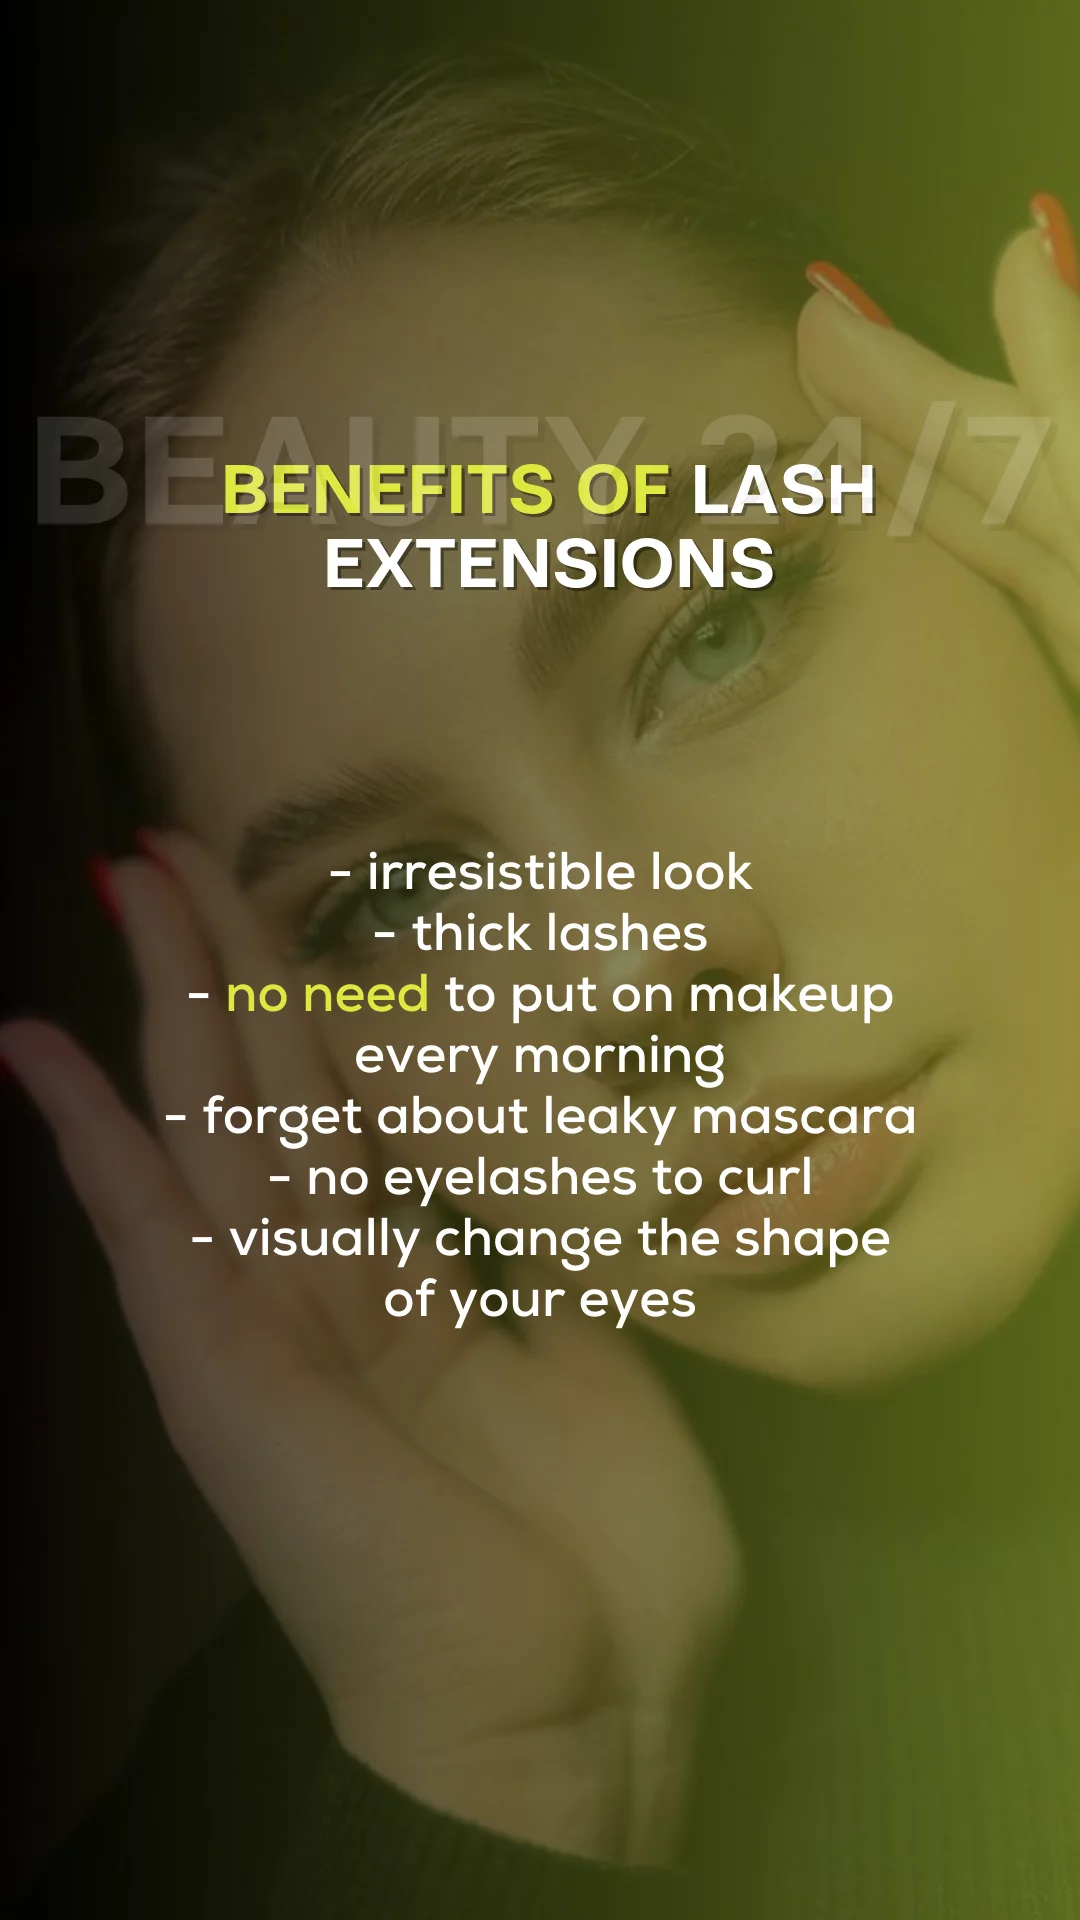 BEAUTY 24/7
BENEFITS OF LASH
EXTENSIONS
- irresistible look
- thick lashes
- no need to put on makeup
every morning
- forget about leaky mascara
- no eyelashes to curl
- visually change the shape
of your eyes